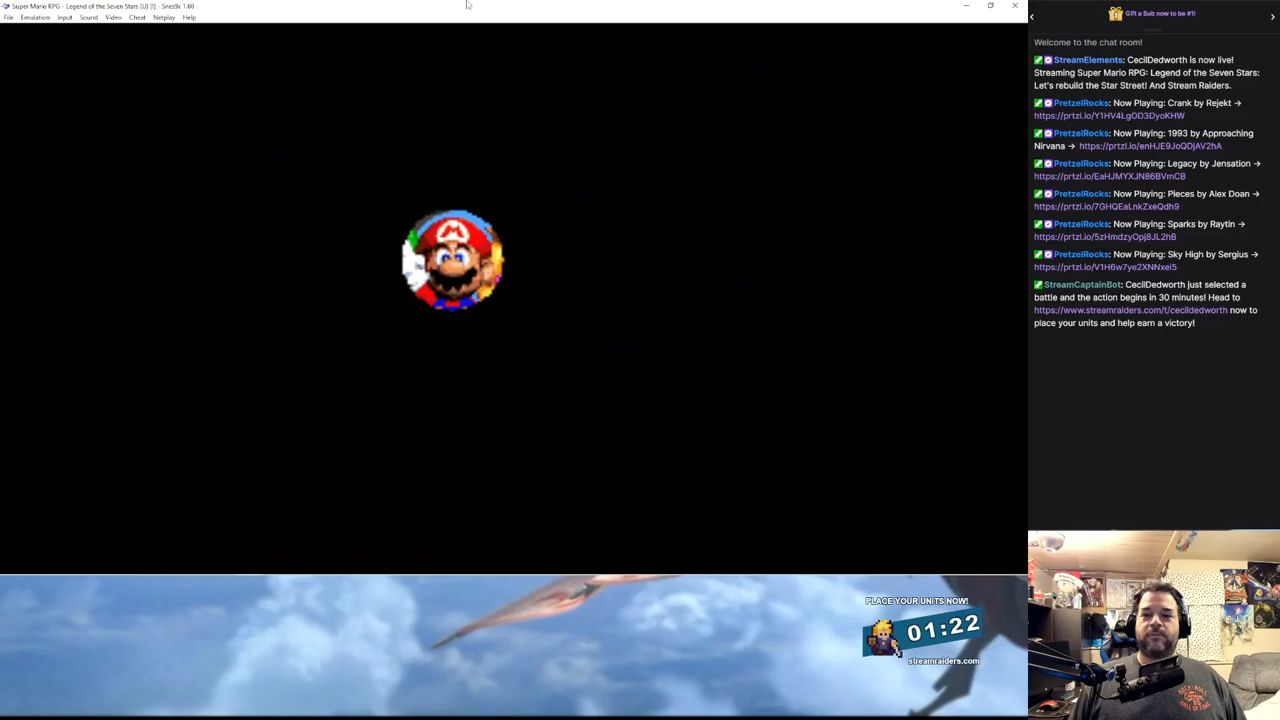 Super Mario RPG - Legend of the Seven Stars (U) [!] - Snes9x 1.60
File Emulation Input Sound Video Cheat Netplay Help
M
PLACE YOUR UNITS NOW!
01:22
streamraiders.com
Gift a Sub now to be #1!
Welcome to the chat room!
StreamElements: CecilDedworth is now live!
Streaming Super Mario RPG: Legend of the Seven Stars:
Let's rebuild the Star Street! And Stream Raiders.
PretzelRocks: Now Playing: Crank by Rejekt →
https://prtzl.io/Y1HV4LgOD3DyoKHW
PretzelRocks: Now Playing: 1993 by Approaching
Nirvana → https://prtzl.io/enHJE9JoQDjAV2hA
PretzelRocks: Now Playing: Legacy by Jensation →
https://prtzl.io/EaHJMYXJN86BVmCB
PretzelRocks: Now Playing: Pieces by Alex Doan →
https://prtzl.io/7GHQEaLnkZxeQdh9
PretzelRocks: Now Playing: Sparks by Raytin →
https://prtzl.io/5zHmdzyOpj8JL2hB
PretzelRocks: Now Playing: Sky High by Sergius →
https://prtzl.io/V1H6w7ye2XNNxei5
StreamCaptainBot: CecilDedworth just selected a
battle and the action begins in 30 minutes! Head to
https://www.streamraiders.com/t/cecildedworth now to
place your units and help earn a victory!